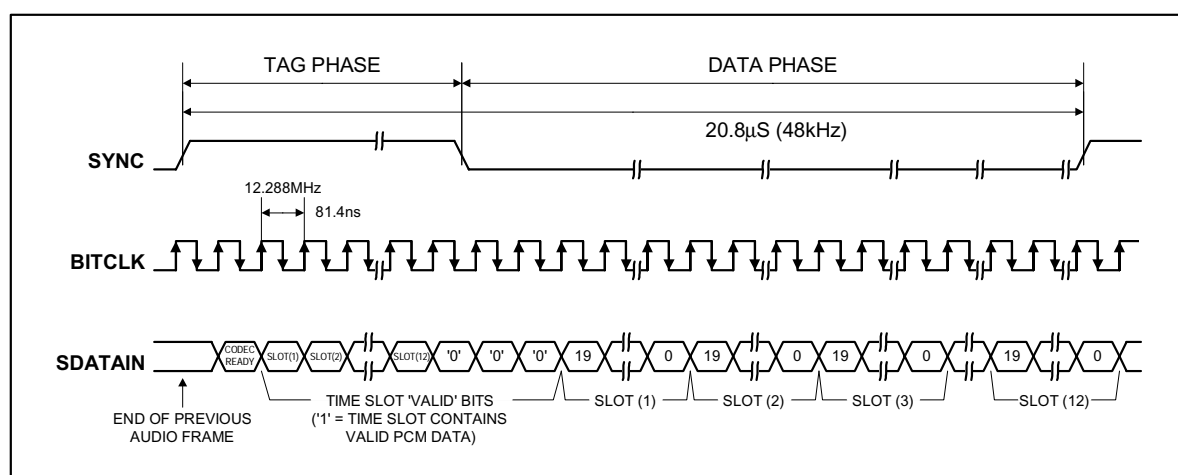 TAG PHASE DATA PHASE
20.8µS (48kHz)
SYNC
12.288MHz
81.4ns
BITCLK
SDATAIN CODEC READY SLOT(1) SLOT(2) SLOT(12) '0' '0' '0' 19 0 19 0 19 0 19 0
END OF PREVIOUS
AUDIO FRAME
TIME SLOT 'VALID' BITS
('1' = TIME SLOT CONTAINS
VALID PCM DATA)
SLOT (1) SLOT (2) SLOT (3) SLOT (12)